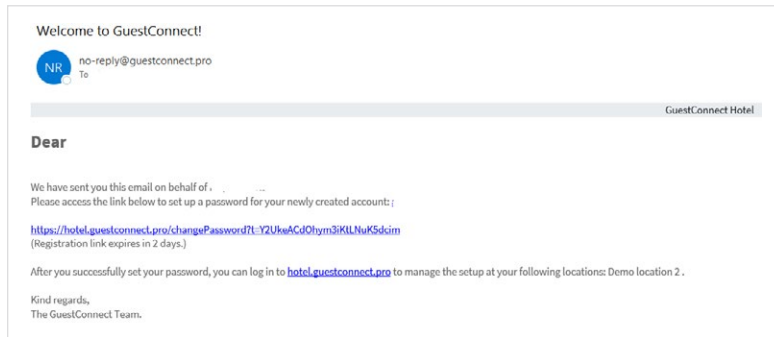 Welcome to GuestConnect!
NR
no-reply@guestconnect.pro
To
GuestConnect Hotel
Dear
We have sent you this email on behalf of
Please access the link below to set up a password for your newly created account:
https://hotel.guestconnect.pro/changePassword?t=Y2UkeACdOhym3iKtLNuK5dcim
(Registration link expires in 2 days.)
After you successfully set your password, you can log in to hotel.guestconnect.pro to manage the setup at your following locations: Demo location 2 .
Kind regards,
The GuestConnect Team.